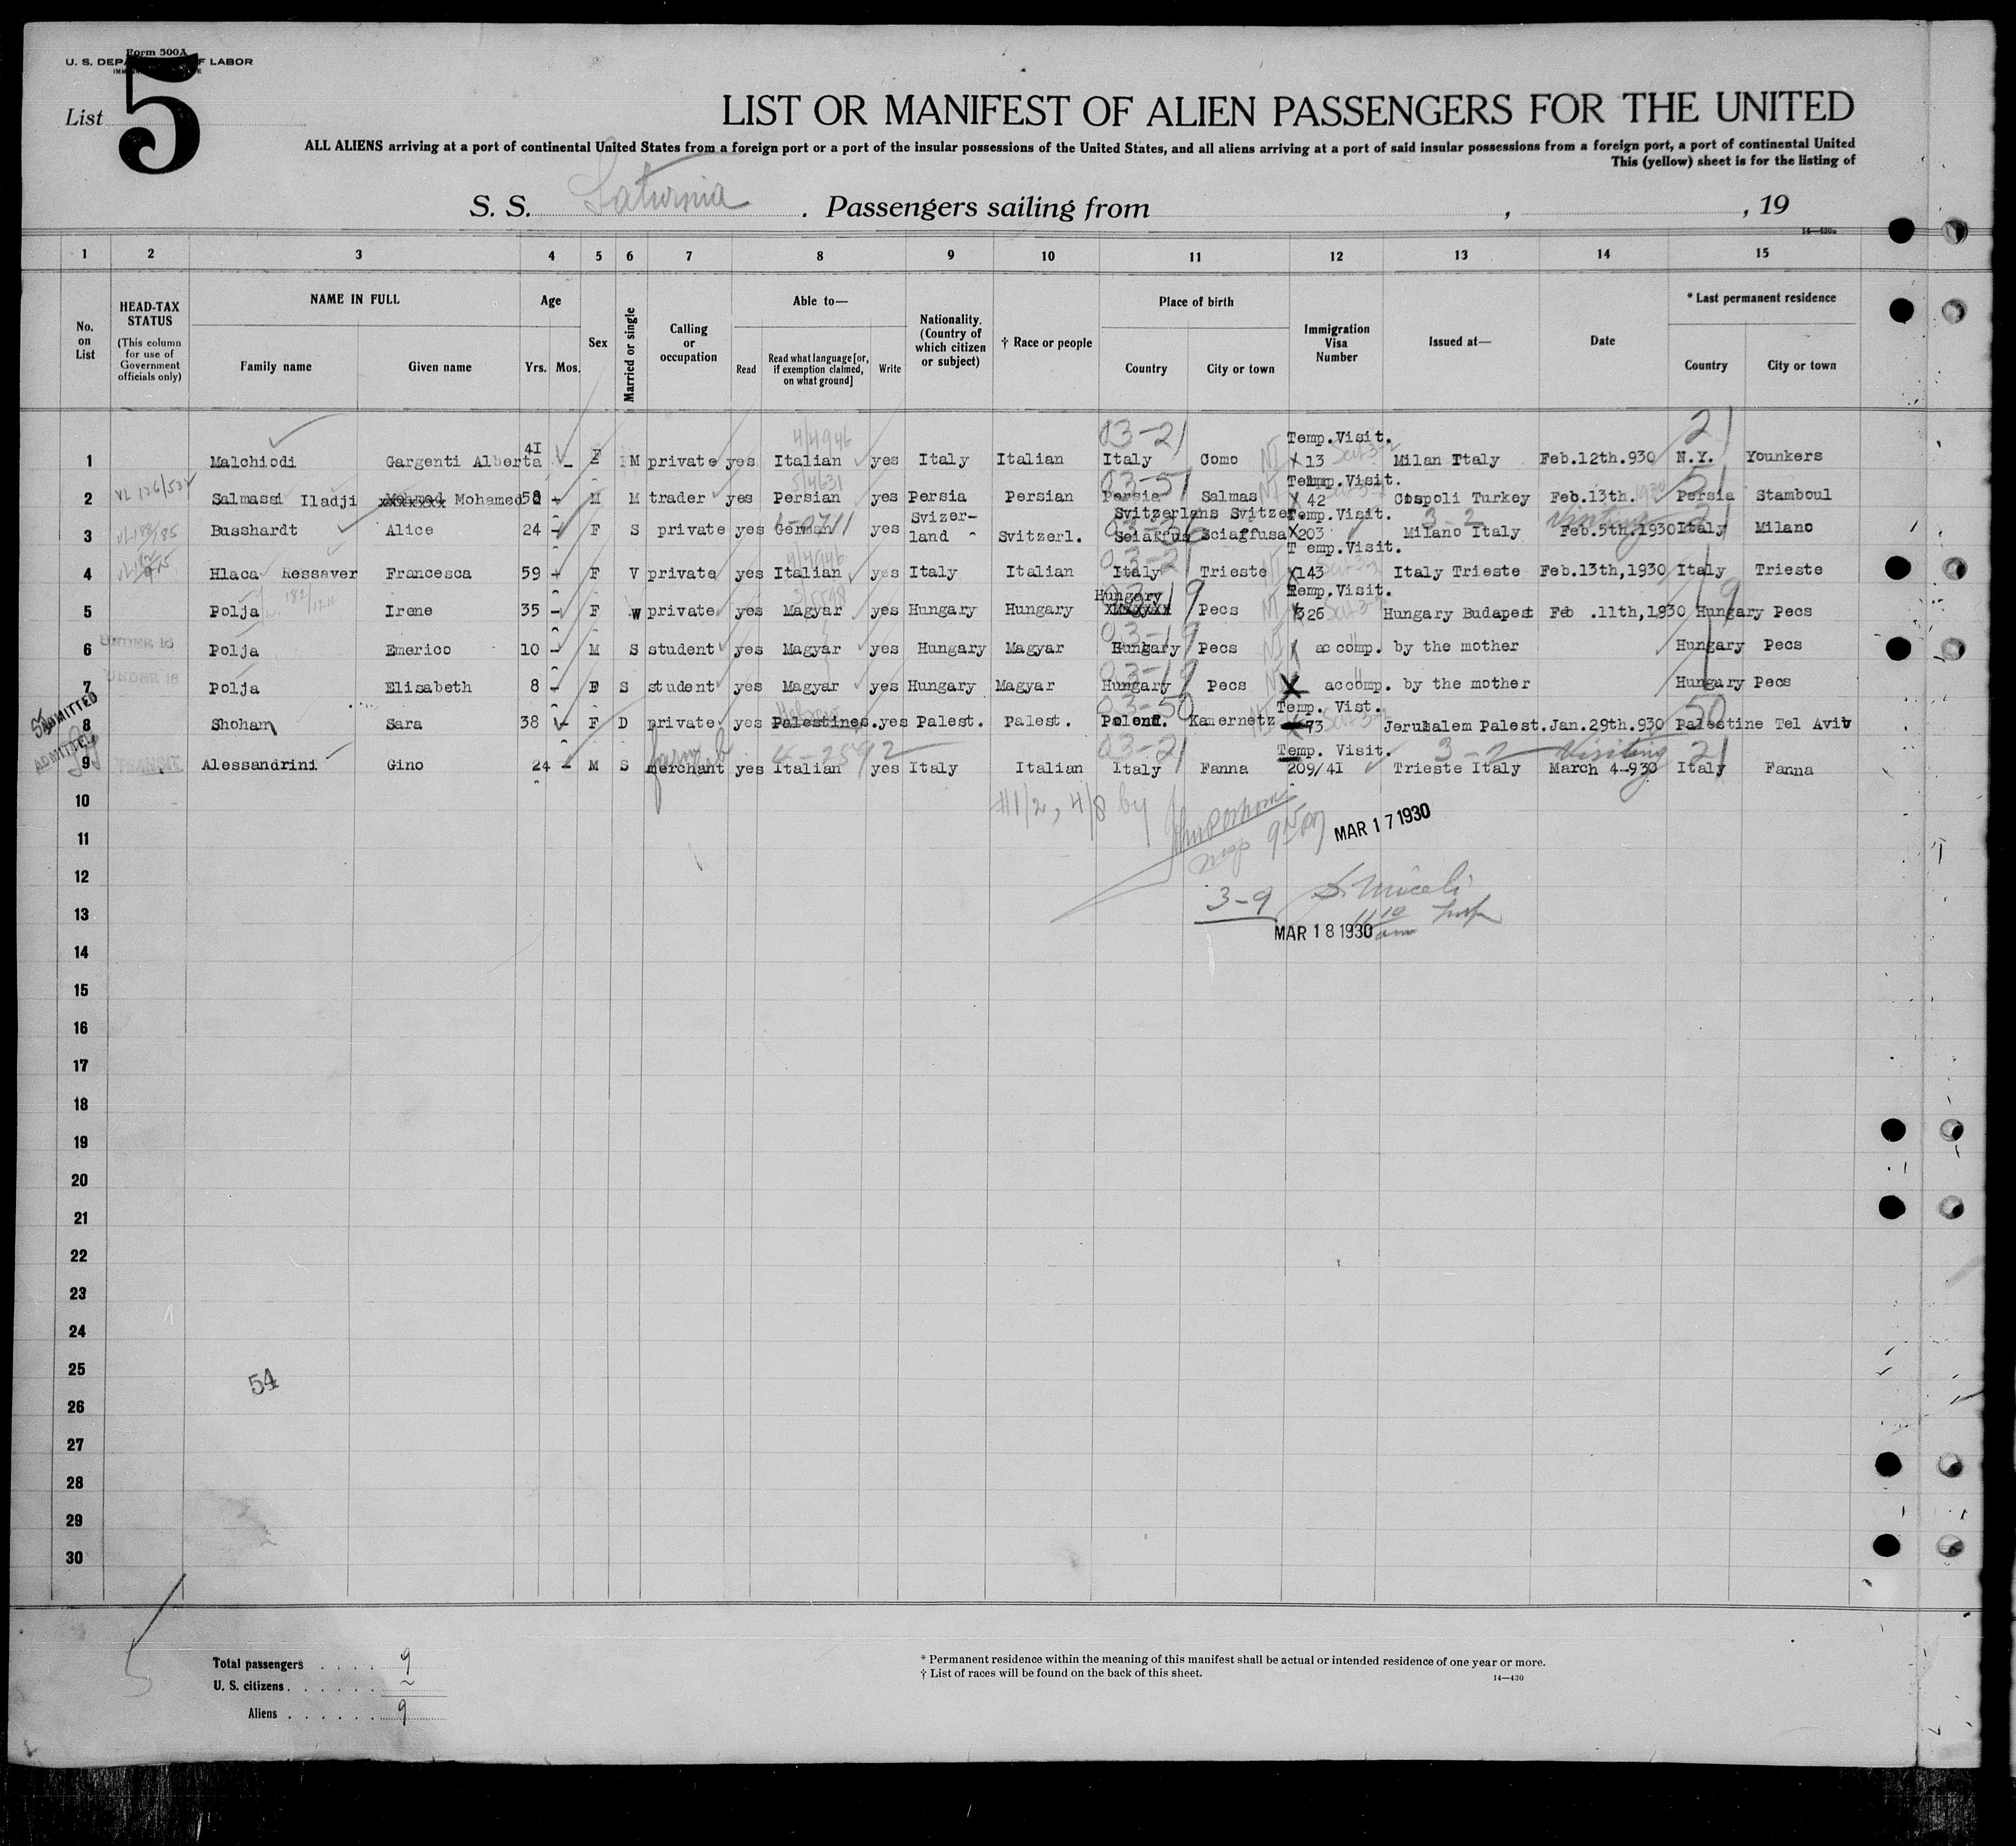 Form 500A
U. S. DEPARTMENT OF LABOR
List 5
LIST OR MANIFEST OF ALIEN PASSENGERS FOR THE UNITED
ALL ALIENS arriving at a port of continental United States from a foreign port or a port of the insular possessions of the United States, and all aliens arriving at a port of said insular possessions from a foreign port, a port of continental United
This (yellow) sheet is for the listing of
S. S. Saturnia. Passengers sailing from , , 19
1 2 3 4 5 6 7 8 9 10 11 12 13 14 15
No. on List
HEAD-TAX STATUS
(This column for use of Government officials only)
NAME IN FULL
Family name Given name
Age
Yrs. Mos.
Sex
Married or single
Calling or occupation
Able to—
Read Read what language [or, if exemption claimed, on what ground] Write
Nationality. (Country of which citizen or subject)
† Race or people
Place of birth
Country City or town
Immigration Visa Number
Issued at—
Date
* Last permanent residence
Country City or town
1 Malchiodi Gargenti Alberta 41 - F M private yes Italian yes Italy Italian Italy Como Temp.Visit. 13 Milan Italy Feb.12th.930 N.Y. Younkers
2 Salmassi Iladji Mohamed 58 - M M trader yes Persian yes Persia Persian Persia Salmas Temp.Visit. 42 Cospoli Turkey Feb.13th. Persia Stamboul
3 Busshardt Alice 24 - F S private yes German yes Svizer-land Svitzerl. Svitzerlans Svitzer Sciaffus Sciaffusa Temp.Visit. 203 Milano Italy Feb.5th.1930 Italy Milano
4 Hlaca Ressaver Francesca 59 - F V private yes Italian yes Italy Italian Italy Trieste T emp.Visit. 143 Italy Trieste Feb.13th,1930 Italy Trieste
5 Polja Irene 35 - F W private yes Magyar yes Hungary Hungary Hungary Pecs Temp.Visit. 526 Hungary Budapest Feb .11th,1930 Hungary Pecs
6 UNDER 16 Polja Emerico 10 - M S student yes Magyar yes Hungary Magyar Hungary Pecs accomp. by the mother Hungary Pecs
7 UNDER 16 Polja Elisabeth 8 - F S student yes Magyar yes Hungary Magyar Hungary Pecs accomp. by the mother Hungary Pecs
ADMITTED
8 Shoham Sara 38 - F D private yes Palestines. yes Palest. Palest. Polond. Kamernetz Temp. Vist. 73 Jerusalem Palest. Jan.29th.930 Palestine Tel Aviv
ADMITTED
9 Alessandrini Gino 24 - M S merchant yes Italian yes Italy Italian Italy Fanna Temp. Visit. 209/41 Trieste Italy March 4-930 Italy Fanna
10
#1/2, 4/8 by
11 MAR 17 1930
12
13 3-9 S. Miceli
MAR 18 1930
14
15
16
17
18
19
20
21
22
23
24
25 54
26
27
28
29
30
5
Total passengers . . . . 9
U. S. citizens . . . . . .
Aliens . . . . . . 9
* Permanent residence within the meaning of this manifest shall be actual or intended residence of one year or more.
† List of races will be found on the back of this sheet.
14—430